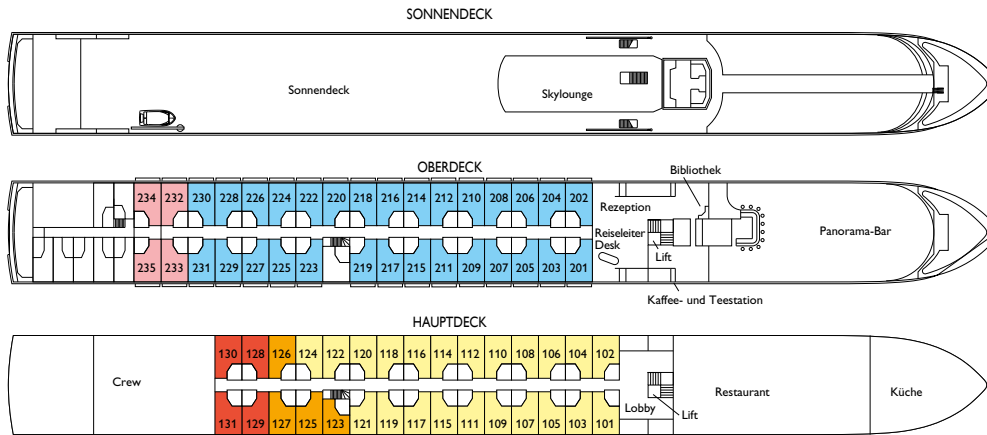 SONNENDECK
Sonnendeck
Skylounge
OBERDECK
Bibliothek
234 232 230 228 226 224 222 220 218 216 214 212 210 208 206 204 202
Rezeption
Reiseleiter
Desk
Lift
Panorama-Bar
235 233 231 229 227 225 223 219 217 215 211 209 207 205 203 201
Kaffee- und Teestation
HAUPTDECK
130 128 126 124 122 120 118 116 114 112 110 108 106 104 102
Crew
Restaurant
Küche
Lobby
Lift
131 129 127 125 123 121 119 117 115 111 109 107 105 103 101